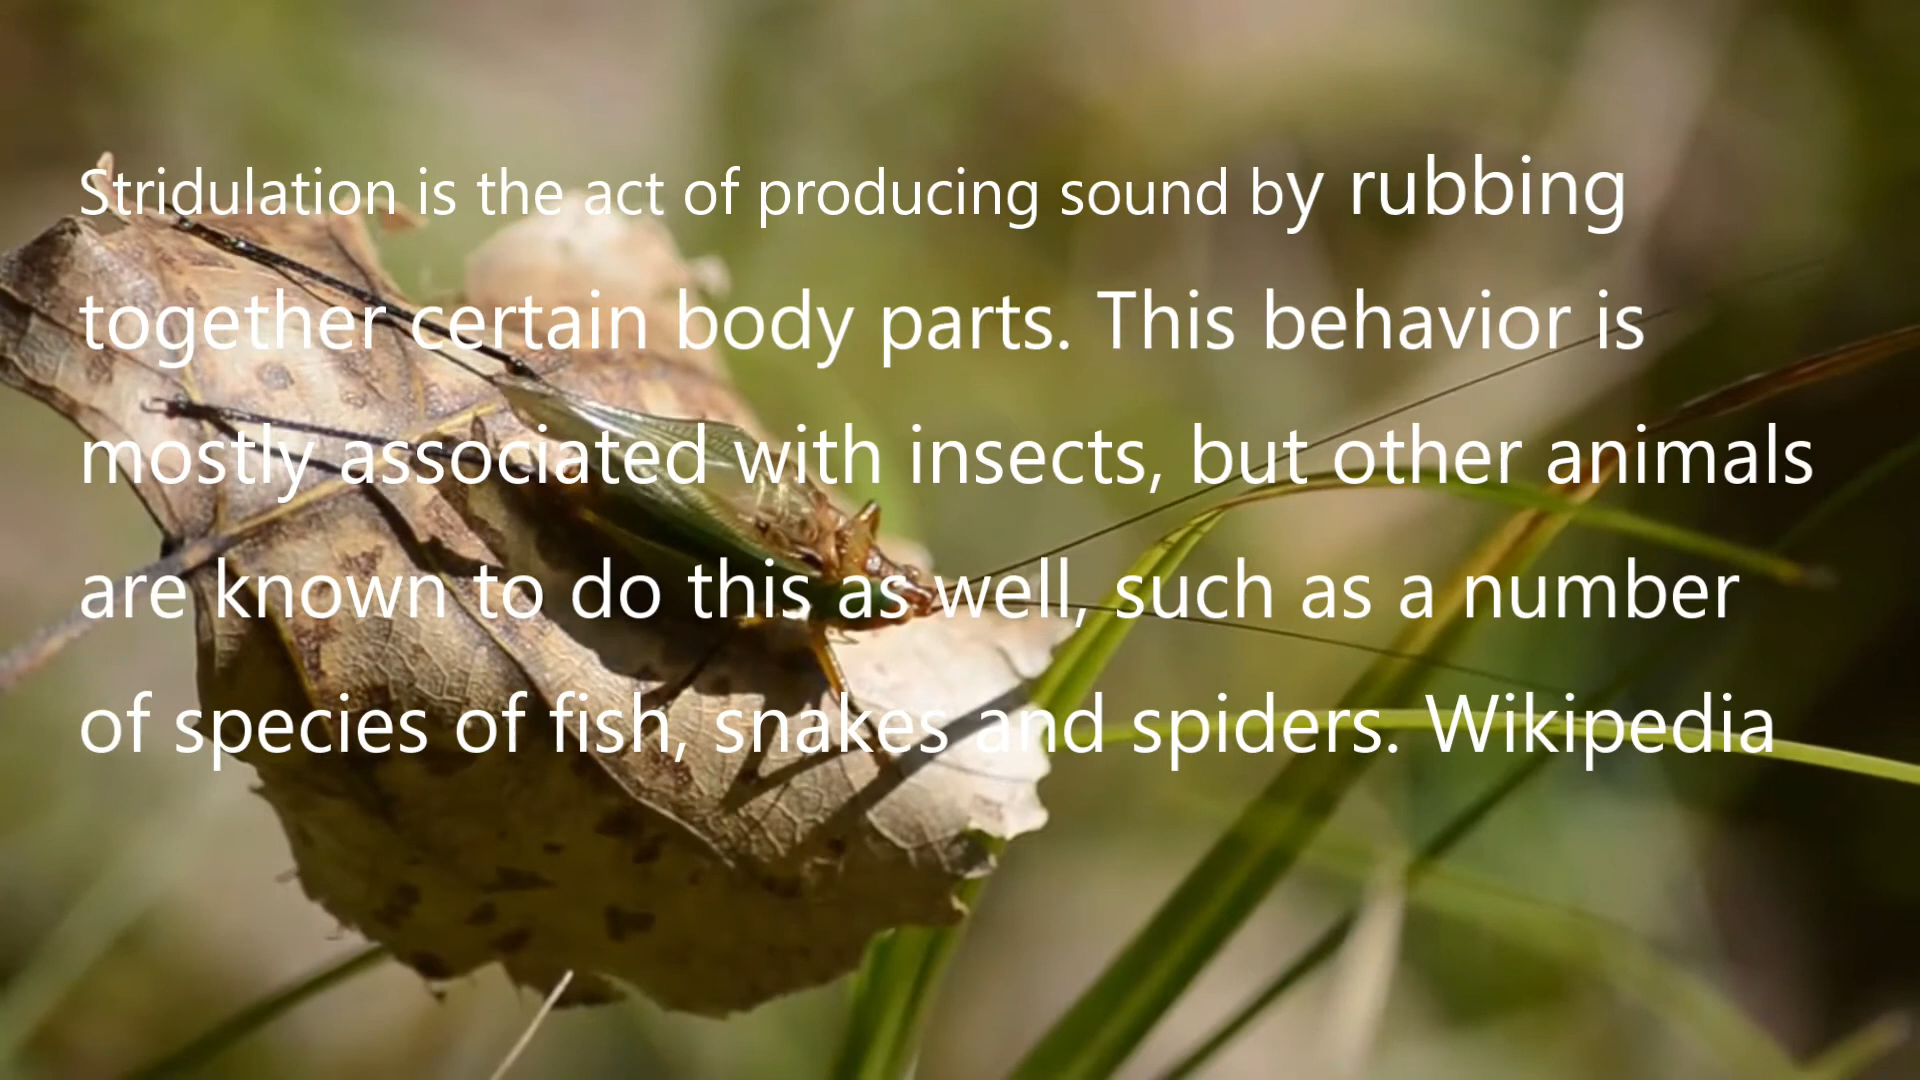 Stridulation is the act of producing sound by rubbing
together certain body parts. This behavior is
mostly associated with insects, but other animals
are known to do this as well, such as a number
of species of fish, snakes and spiders. Wikipedia